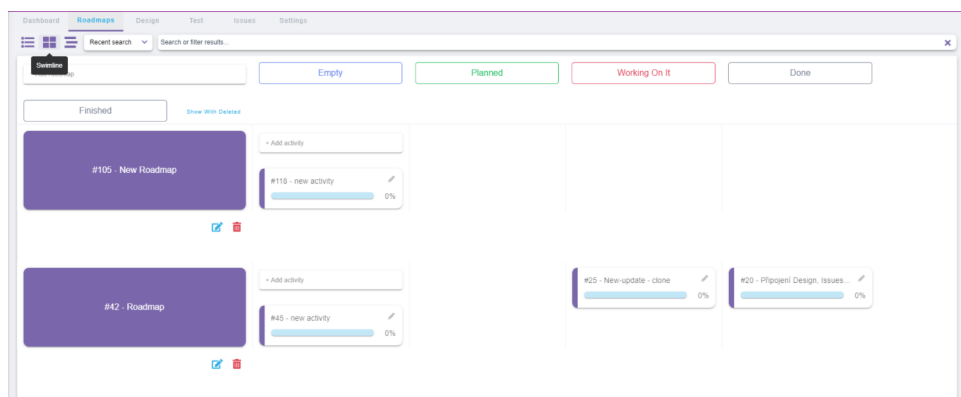 Dashboard Roadmaps Design Test Issues Settings
Recent search Search or filter results...
Swimline
Empty Planned Working On It Done
Finished Show With Deleted
+ Add activity
#105 - New Roadmap
#118 - new activity
0%
+ Add activity
#25 - New-update - clone #20 - Připojení Design, Issues...
0% 0%
#42 - Roadmap
#45 - new activity
0%